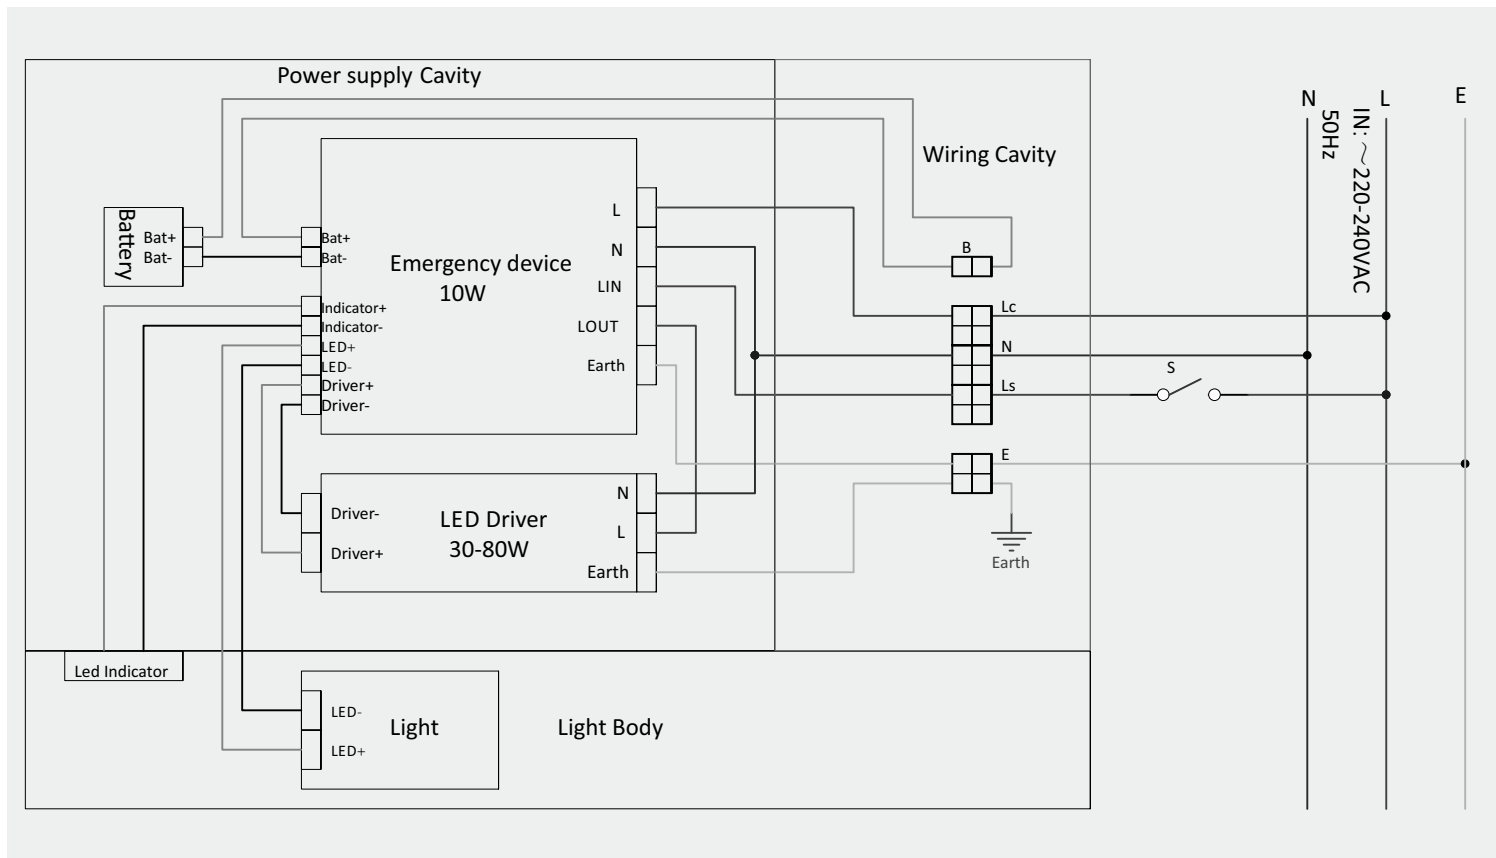 Power supply Cavity
N
L
E
IN: ～220-240VAC
50Hz
Wiring Cavity
Battery
Bat+
Bat-
Bat+
Bat-
Indicator+
Indicator-
LED+
LED-
Driver+
Driver-
Emergency device
10W
L
N
LIN
LOUT
Earth
B
Lc
N
Ls
S
E
Earth
Driver-
Driver+
LED Driver
30-80W
N
L
Earth
Led Indicator
LED-
LED+
Light
Light Body